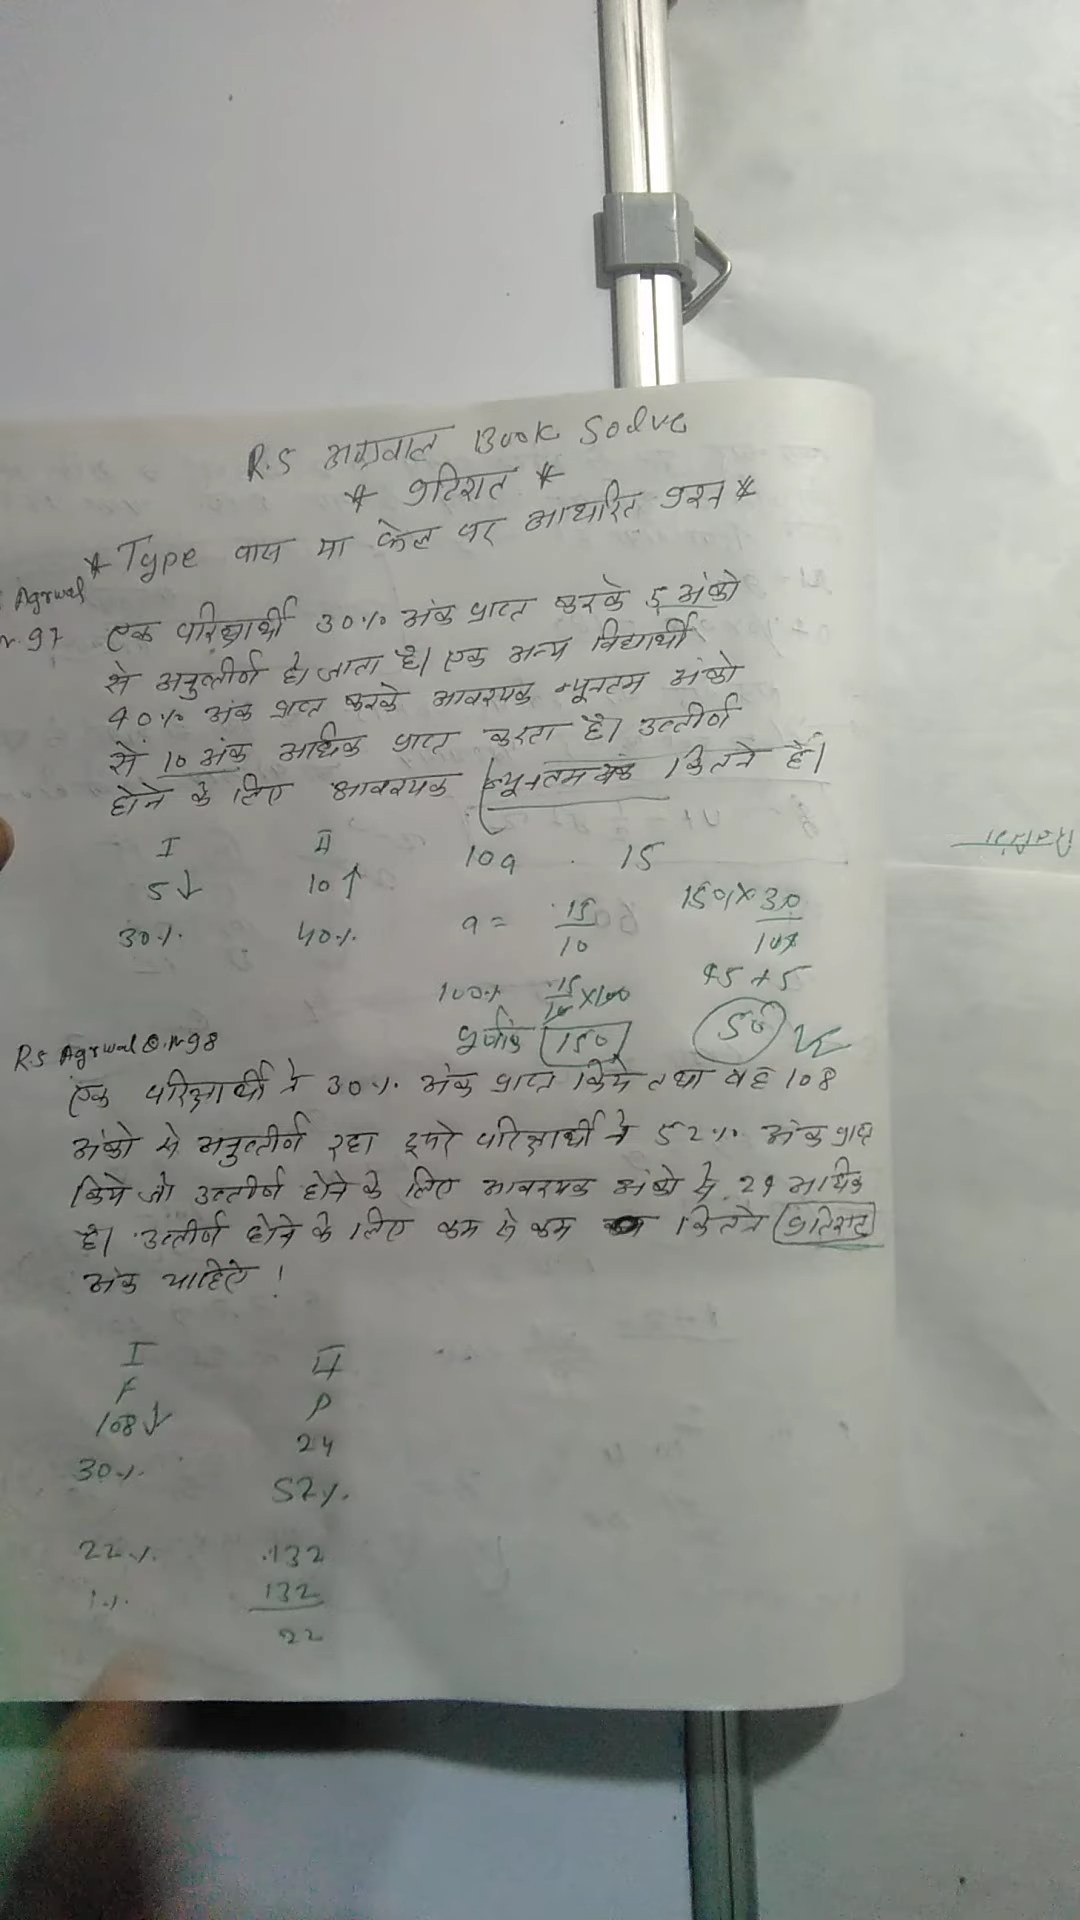 R.S अग्रवाल Book Solve
* प्रतिशत *
* Type पास या फेल पर आधारित प्रश्न *
Agrwal
97 एक परिक्षार्थी 30% अंक प्राप्त करके 5 अंको
से अनुत्तीर्ण हो जाता है। एक अन्य विद्यार्थी
40% अंक प्राप्त करके आवश्यक न्यूनतम अंको
से 10 अंक अधिक प्राप्त करता है। उत्तीर्ण
होने के लिए आवश्यक न्यूनतम अंक कितने हैं।
I II 10% 15
5↓ 10↑
30% 40%
% = 15/10
150 × 30/100
100% 15/10 × 100
45 + 5
पूर्णांक 150
50
R.S Agrwal Q.N 98
एक परिक्षार्थी ने 30% अंक प्राप्त किये तथा वह 108
अंको से अनुत्तीर्ण रहा दूसरे परिक्षार्थी ने 52% अंक प्राप्त
किये जो उत्तीर्ण होने के लिए आवश्यक अंको से 24 अधिक
है। उत्तीर्ण होने के लिए कम से कम कितने प्रतिशत
अंक चाहिऐ !
I II
F P
108↓ 24
30% 52%
22% 132
1% 132/22